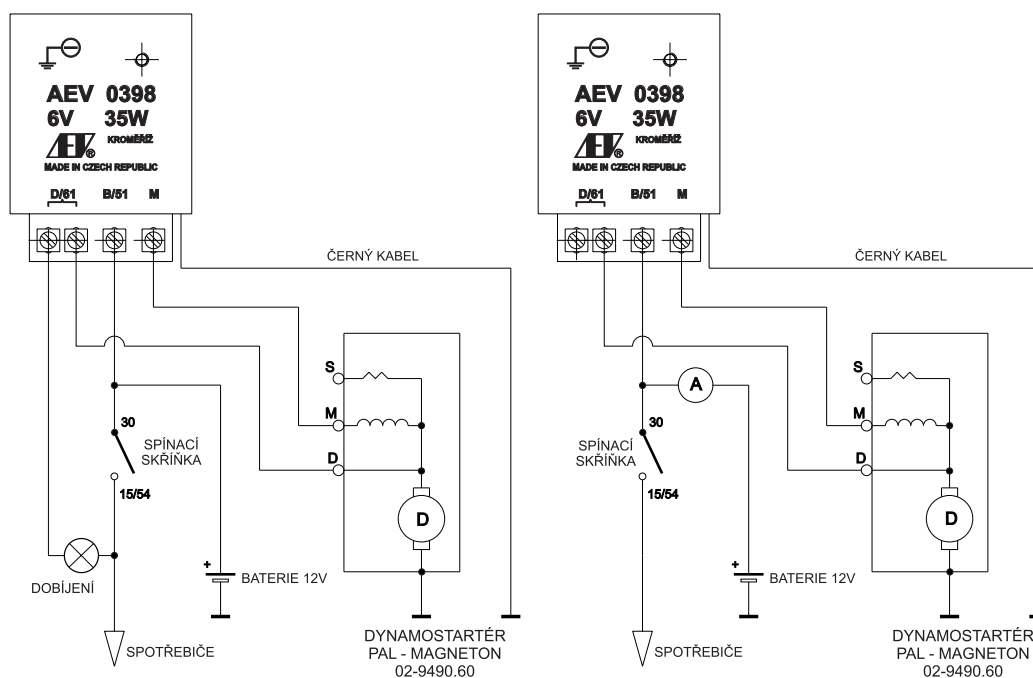 AEV 0398
6V 35W
AEV®
KROMĚŘÍŽ
MADE IN CZECH REPUBLIC
D/61 B/51 M
ČERNÝ KABEL
S
M
D
30
SPÍNACÍ
SKŘÍŇKA
15/54
D
DOBÍJENÍ
+
BATERIE 12V
SPOTŘEBIČE
DYNAMOSTARTÉR
PAL - MAGNETON
02-9490.60
AEV 0398
6V 35W
AEV®
KROMĚŘÍŽ
MADE IN CZECH REPUBLIC
D/61 B/51 M
ČERNÝ KABEL
S
A
M
30
SPÍNACÍ
SKŘÍŇKA
D
15/54
D
+
BATERIE 12V
SPOTŘEBIČE
DYNAMOSTARTÉR
PAL - MAGNETON
02-9490.60